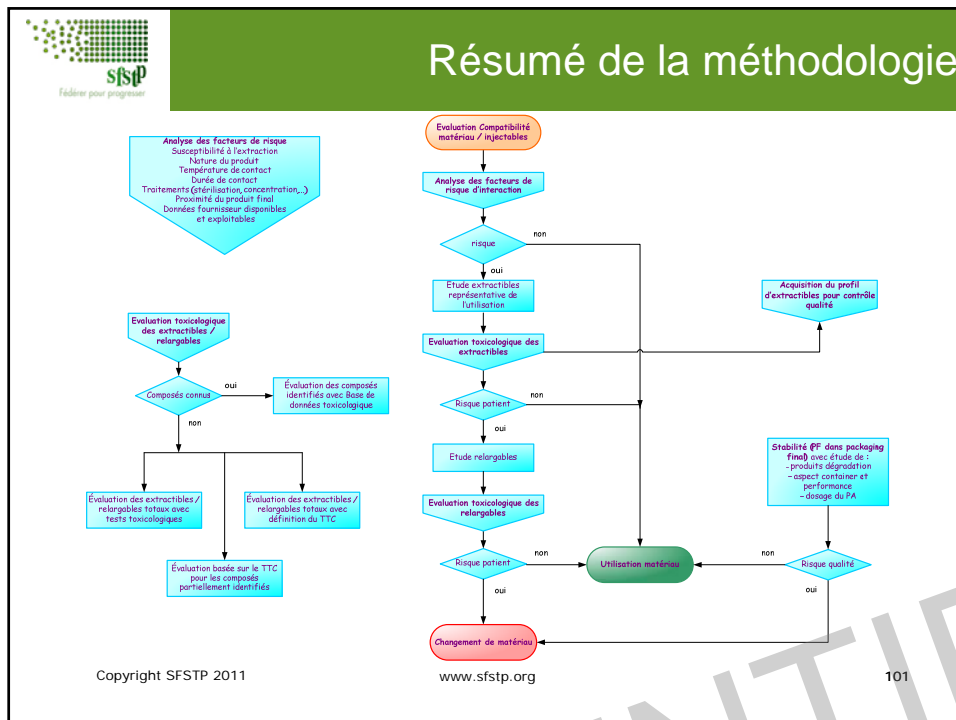 sfstp
Fédérer pour progresser
Résumé de la méthodologie
Analyse des facteurs de risque
Susceptibilité à l'extraction
Nature du produit
Température de contact
Durée de contact
Traitements (stérilisation, concentration,...)
Proximité du produit final
Données fournisseur disponibles
et exploitables
Evaluation toxicologique
des extractibles /
relargables
Composés connus
oui
Évaluation des composés
identifiés avec Base de
données toxicologique
non
Évaluation des extractibles /
relargables totaux avec
tests toxicologiques
Évaluation des extractibles /
relargables totaux avec
définition du TTC
Évaluation basée sur le TTC
pour les composés
partiellement identifiés
Evaluation Compatibilité
matériau / injectables
Analyse des facteurs de
risque d'interaction
risque
non
oui
Etude extractibles
représentative de
l'utilisation
Evaluation toxicologique des
extractibles
Acquisition du profil
d'extractibles pour contrôle
qualité
Risque patient
non
oui
Etude relargables
Evaluation toxicologique des
relargables
Risque patient
non
oui
Utilisation matériau
Changement de matériau
Stabilité (PF dans packaging
final) avec étude de :
- produits dégradation
– aspect container et
performance
– dosage du PA
Risque qualité
non
oui
Copyright SFSTP 2011
www.sfstp.org
101